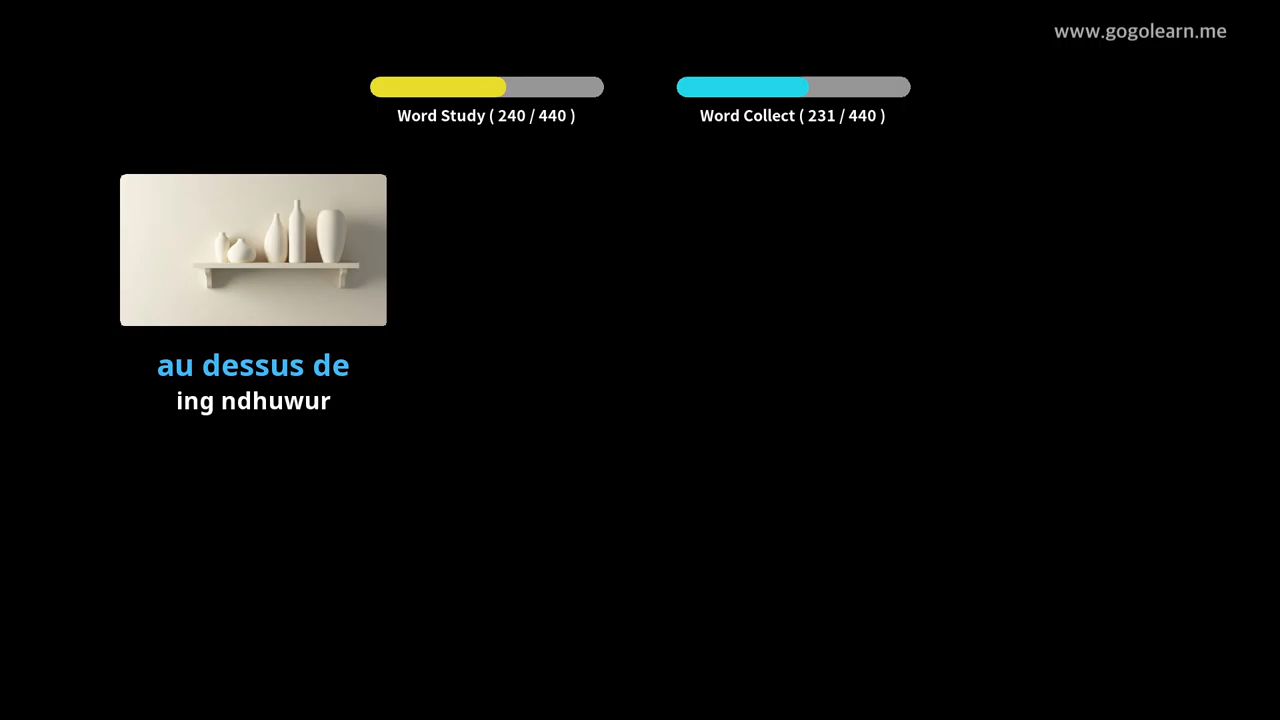 www.gogolearn.me
Word Study ( 240 / 440 )
Word Collect ( 231 / 440 )
au dessus de
ing ndhuwur